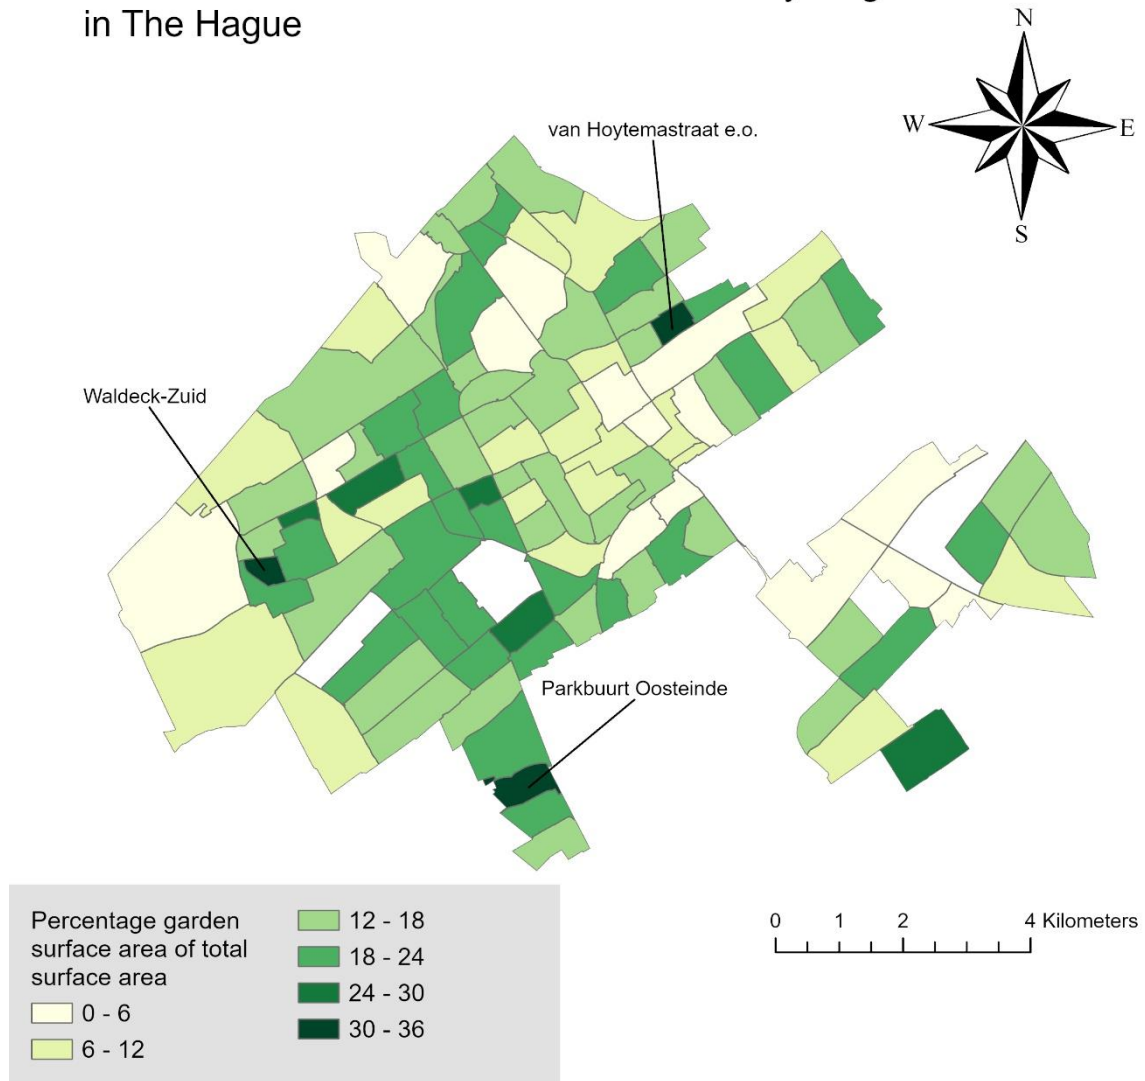 in The Hague
N
W
E
S
van Hoytemastraat e.o.
Waldeck-Zuid
Parkbuurt Oosteinde
Percentage garden
surface area of total
surface area
0 - 6
6 - 12
12 - 18
18 - 24
24 - 30
30 - 36
0 1 2 4 Kilometers